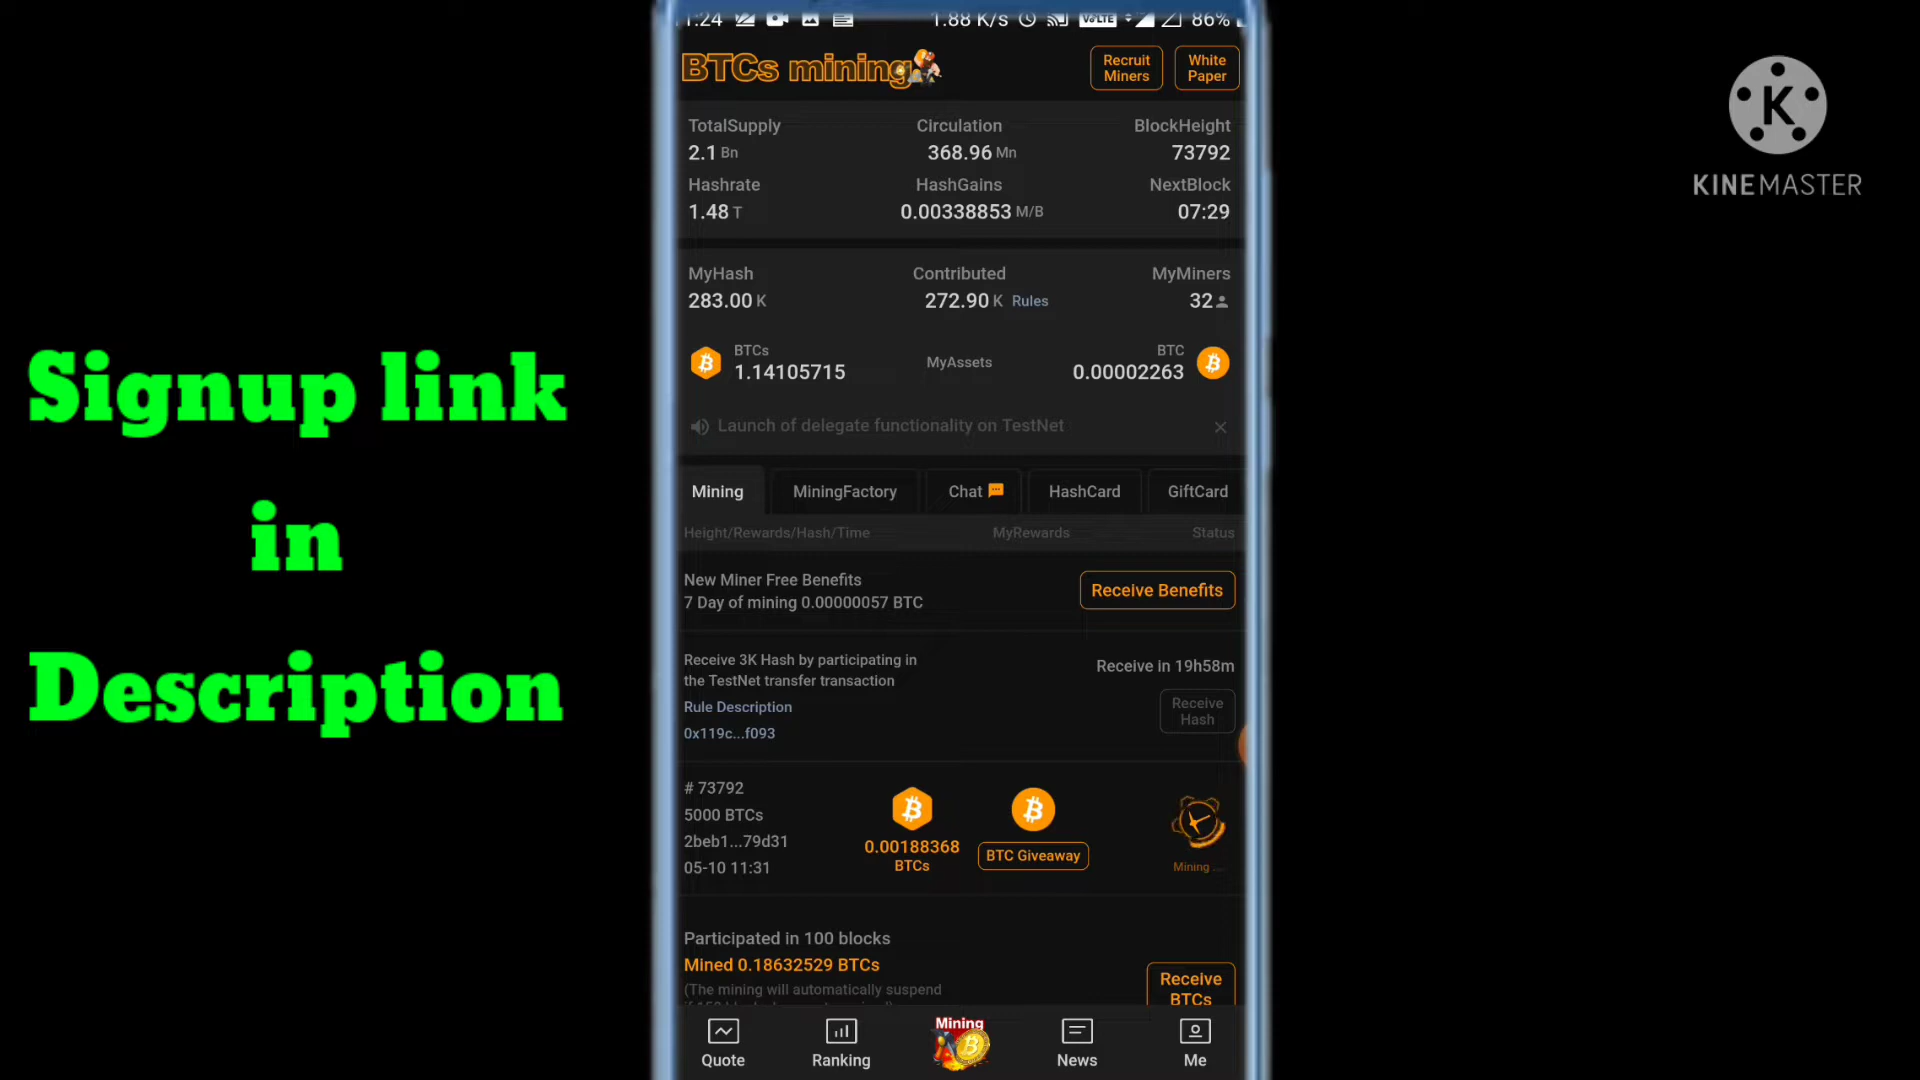 1:24 1.88 K/s VoLTE 86%
BTCs mining
Recruit Miners
White Paper
TotalSupply Circulation BlockHeight
2.1 Bn 368.96 Mn 73792
Hashrate HashGains NextBlock
1.48 T 0.00338853 M/B 07:29
MyHash Contributed MyMiners
283.00 K 272.90 K Rules 32
BTCs MyAssets BTC
1.14105715 0.00002263
Launch of delegate functionality on TestNet
Mining MiningFactory Chat HashCard GiftCard
Height/Rewards/Hash/Time MyRewards Status
New Miner Free Benefits
7 Day of mining 0.00000057 BTC
Receive Benefits
Receive 3K Hash by participating in
the TestNet transfer transaction
Rule Description
0x119c...f093
Receive in 19h58m
Receive
Hash
# 73792
5000 BTCs
2beb1...79d31
05-10 11:31
0.00188368
BTCs
BTC Giveaway
Mining ...
Participated in 100 blocks
Mined 0.18632529 BTCs
(The mining will automatically suspend
Receive
BTCs
Quote Ranking Mining News Me
Signup link
in
Description
K
KINEMASTER